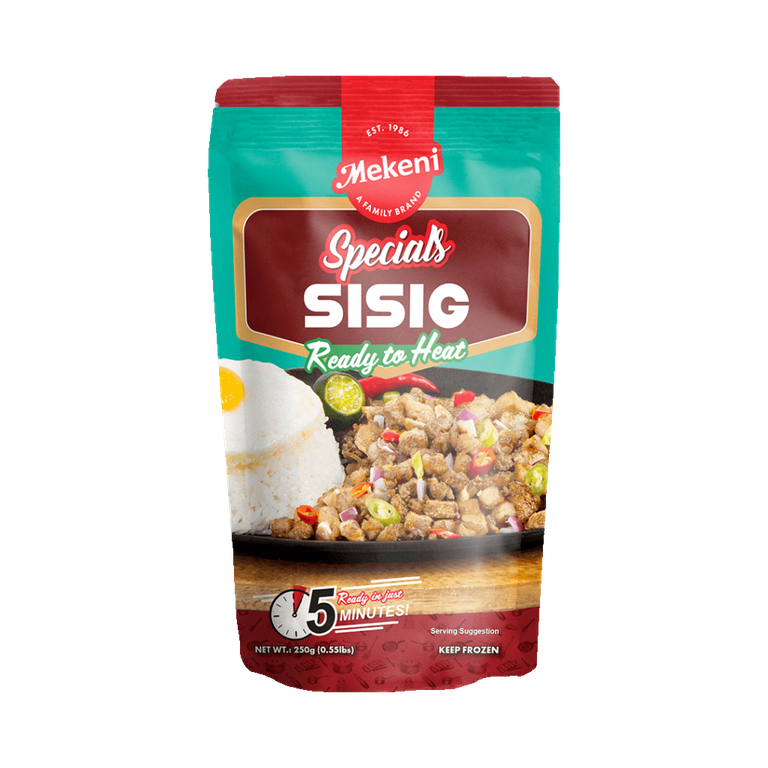 EST. 1986
Mekeni
A FAMILY BRAND
Specials
SISIG
Ready to Heat
5 Ready in just
MINUTES!
Serving Suggestion
NET WT.: 250g (0.55lbs)
KEEP FROZEN